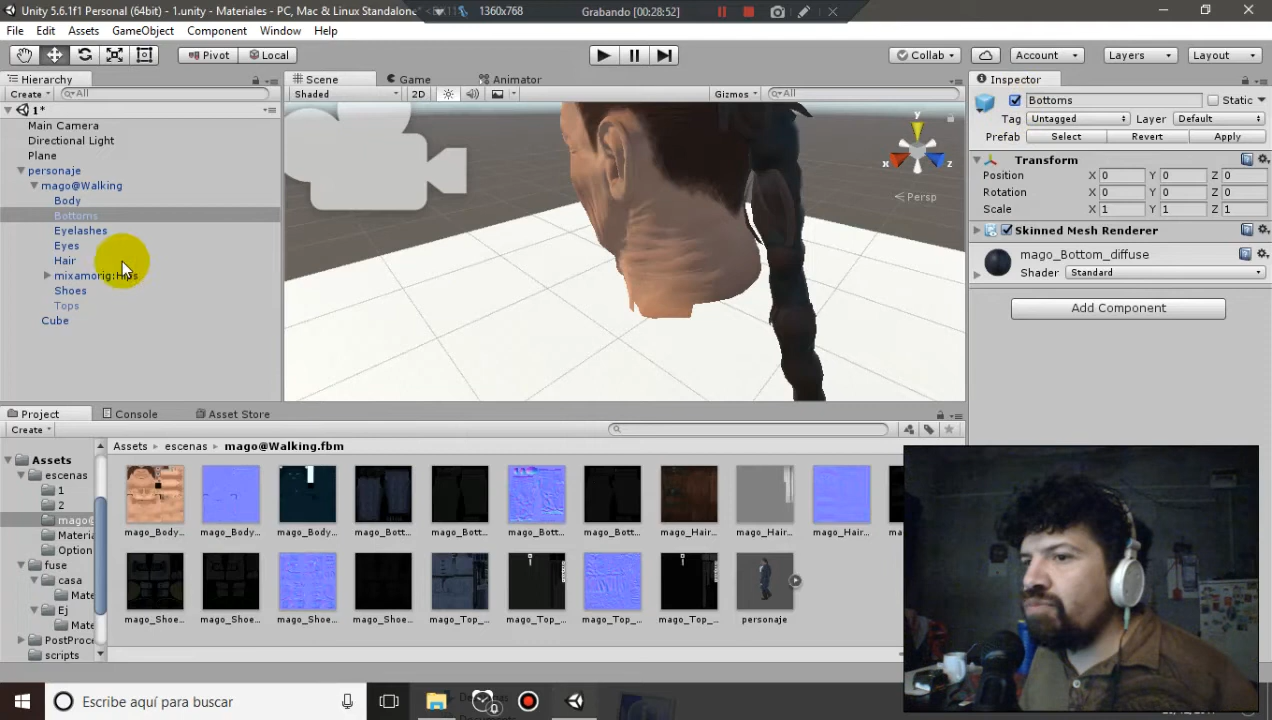 Unity 5.6.1f1 Personal (64bit) - 1.unity - Materiales - PC, Mac & Linux Standalone
1360x768
Grabando [00:28:52]
File Edit Assets GameObject Component Window Help
Pivot Local
Collab Account Layers Layout
Hierarchy
Create All
1*
Main Camera
Directional Light
Plane
personaje
mago@Walking
Body
Bottoms
Eyelashes
Eyes
Hair
mixamorig:Hips
Shoes
Tops
Cube
Scene Game Animator
Shaded 2D Gizmos All
y
x z
Persp
Inspector
Bottoms Static
Tag Untagged Layer Default
Prefab Select Revert Apply
Transform
Position X 0 Y 0 Z 0
Rotation X 0 Y 0 Z 0
Scale X 1 Y 1 Z 1
Skinned Mesh Renderer
mago_Bottom_diffuse
Shader Standard
Add Component
Project Console Asset Store
Create
Assets
escenas
1
2
mago@
Materia
Option
fuse
casa
Mate
Ej
Mate
PostProce
scripts
Assets escenas mago@Walking.fbm
mago_Body... mago_Body... mago_Body... mago_Bott... mago_Bott... mago_Bott... mago_Bott... mago_Hair... mago_Hair... mago_Hair...
mago_Shoe... mago_Shoe... mago_Shoe... mago_Shoe... mago_Top_... mago_Top_... mago_Top_... mago_Top_... personaje
Escribe aquí para buscar